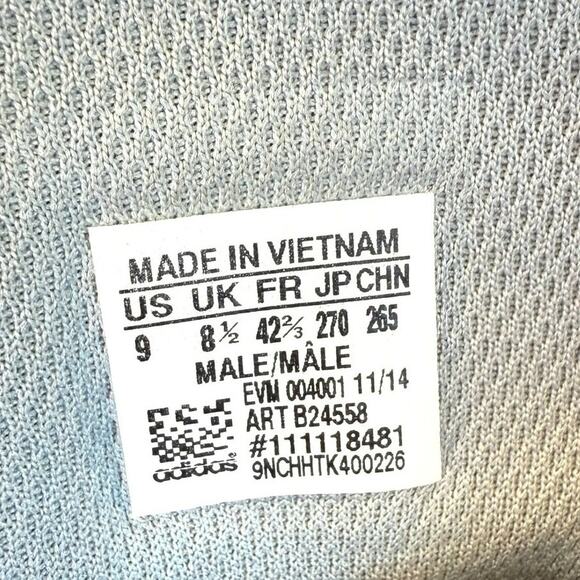 MADE IN VIETNAM
US UK FR JP CHN
9 8½ 42⅔ 270 265
MALE/MÂLE
EVM 004001 11/14
ART B24558
#111118481
adidas® 9NCHHTK400226